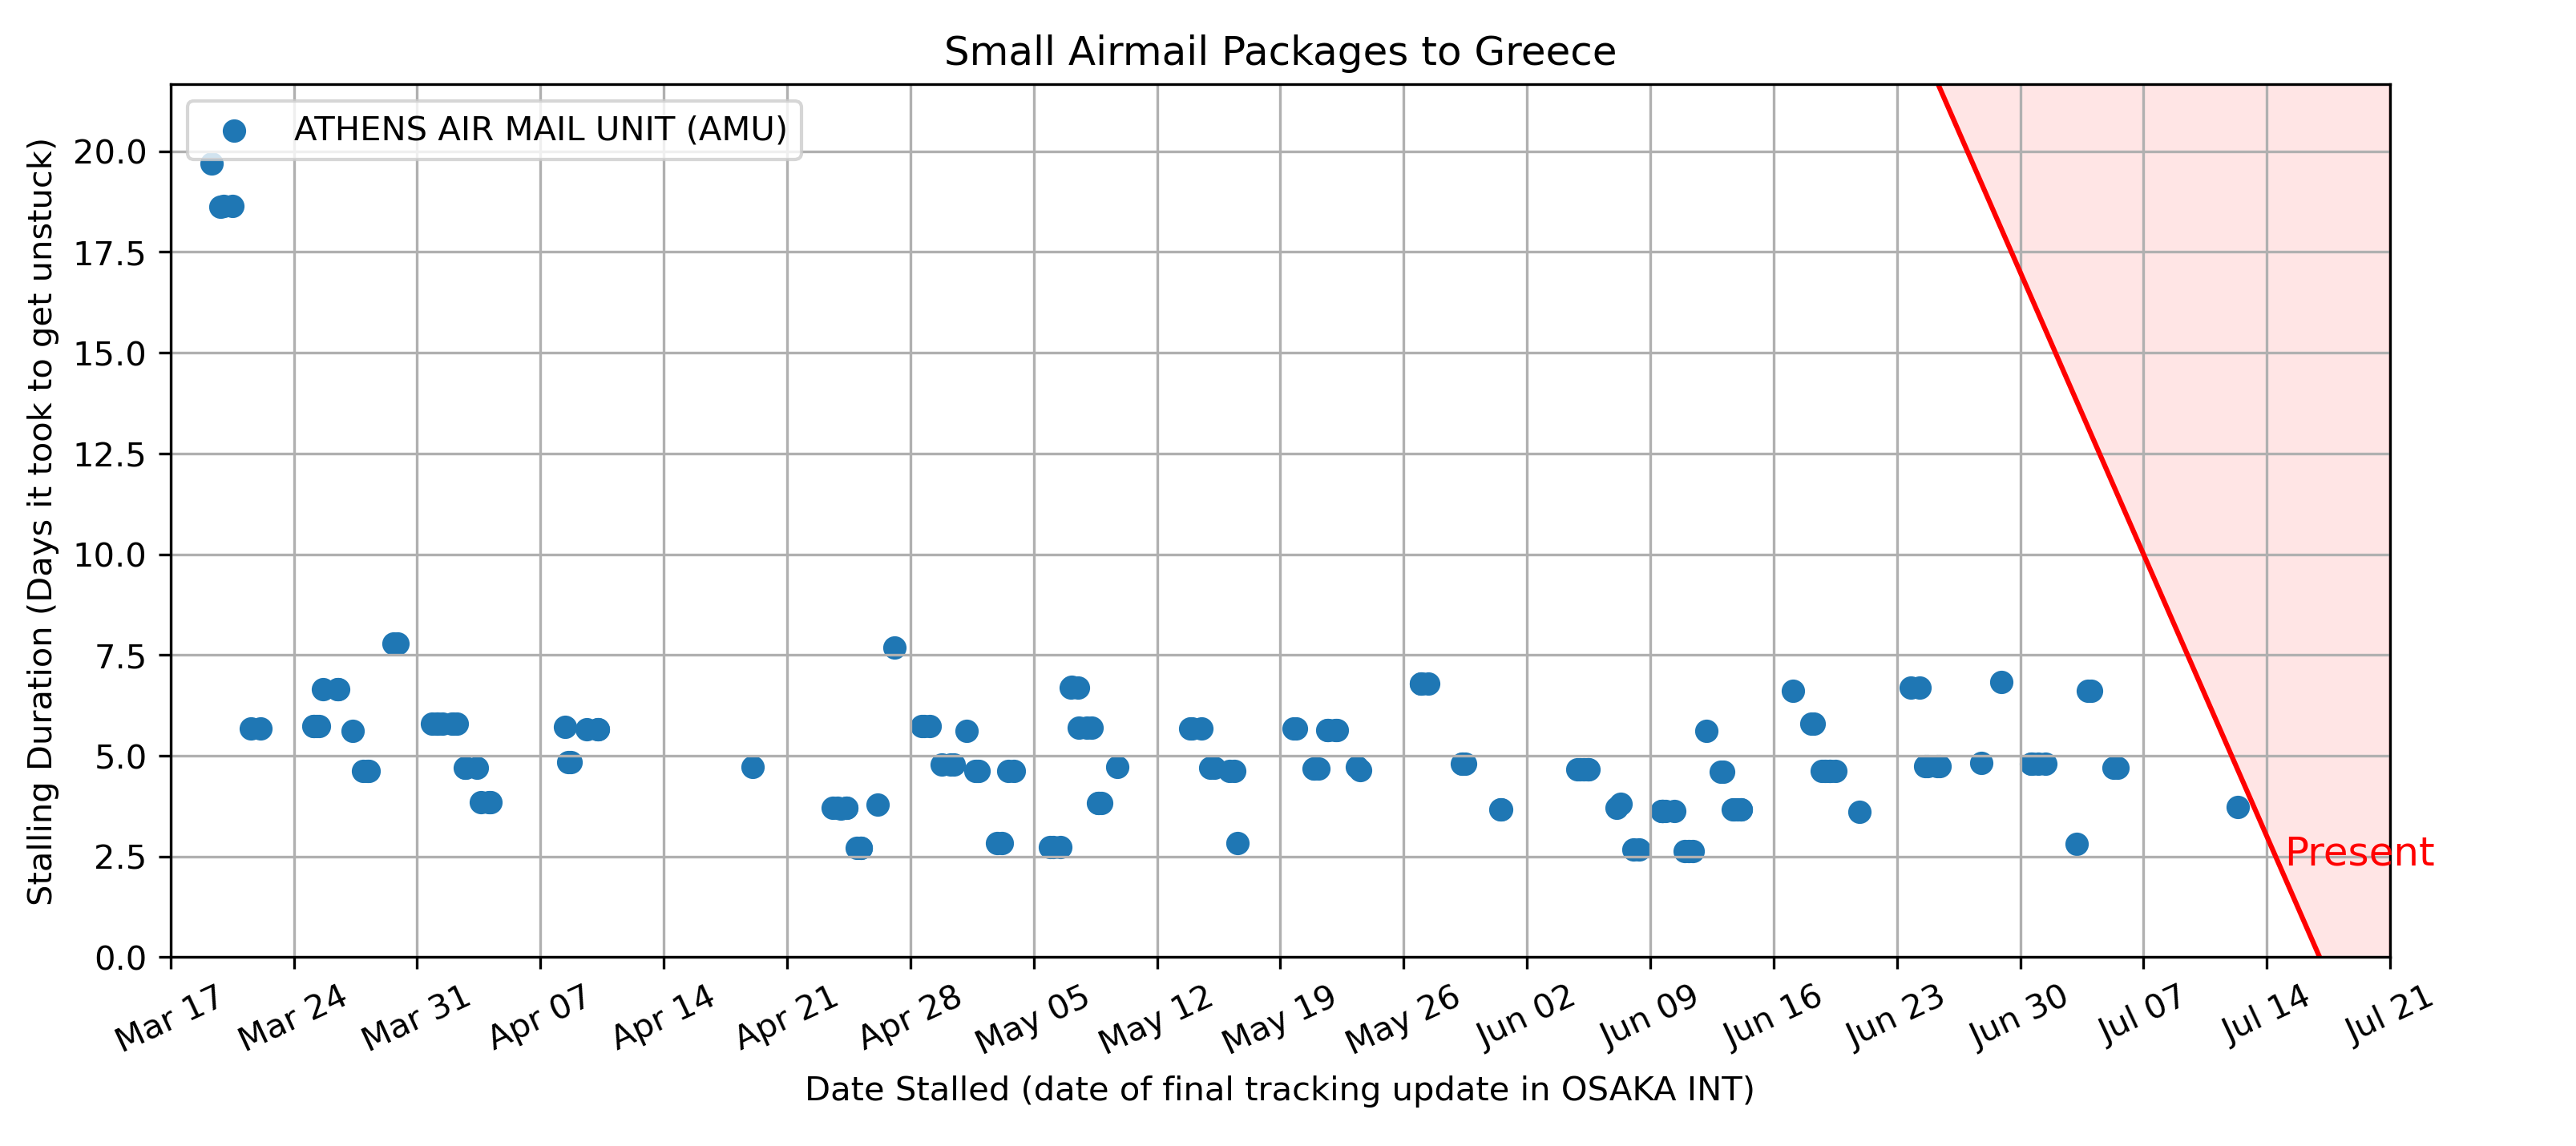 Small Airmail Packages to Greece
ATHENS AIR MAIL UNIT (AMU)
Stalling Duration (Days it took to get unstuck)
20.0
17.5
15.0
12.5
10.0
7.5
5.0
2.5
0.0
Present
Mar 17 Mar 24 Mar 31 Apr 07 Apr 14 Apr 21 Apr 28 May 05 May 12 May 19 May 26 Jun 02 Jun 09 Jun 16 Jun 23 Jun 30 Jul 07 Jul 14 Jul 21
Date Stalled (date of final tracking update in OSAKA INT)